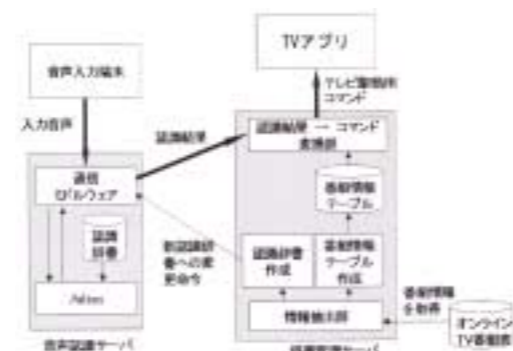 TVアプリ
音声入力端末
テレビ
コマンド
入力音声
認識結果
認識結果 → コマンド
変換部
通信
ミドルウェア
番組情報
テーブル
認識
辞書
新認識辞
書への変
更命令
認識辞書
作成
番組情報
テーブル
作成
Julius
番組情報
を取得
情報抽出部
オンライン
TV番組表
音声認識サーバ